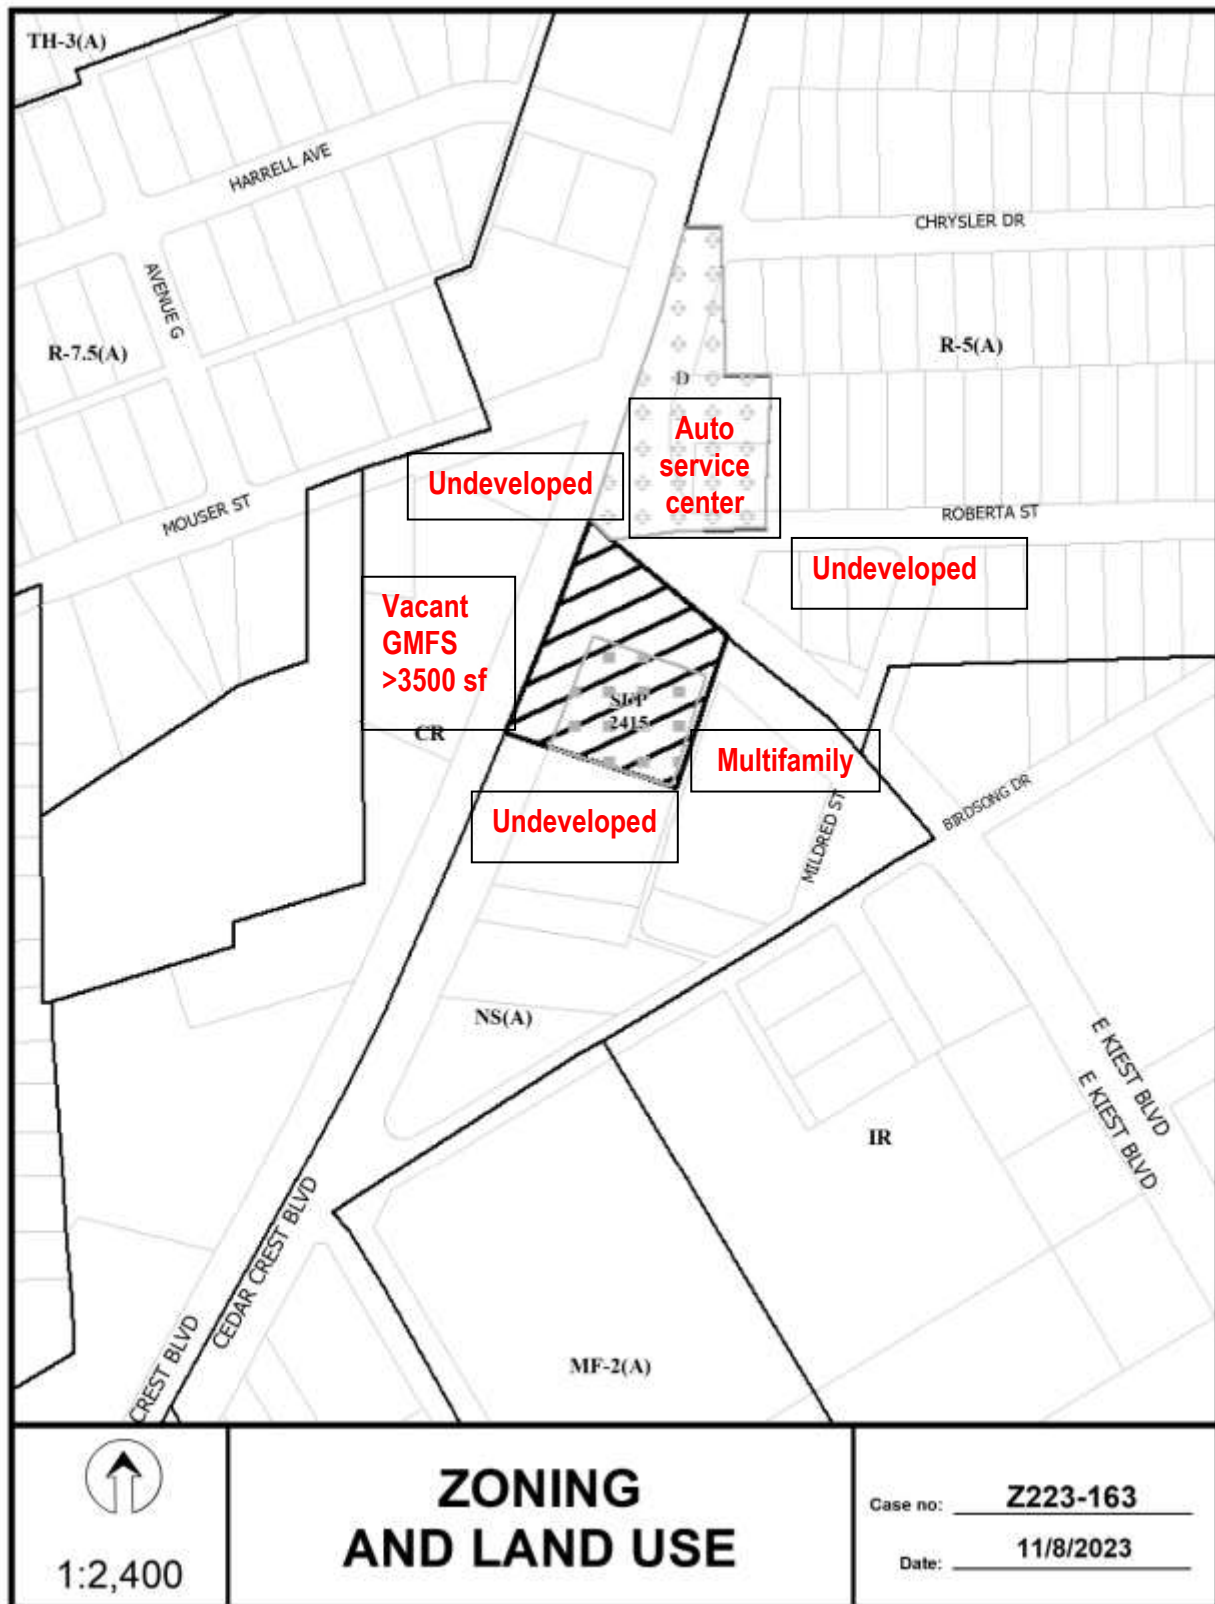 TH-3(A)
HARRELL AVE
CHRYSLER DR
AVENUE G
R-7.5(A)
R-5(A)
D
Auto
service
center
Undeveloped
MOUSER ST
ROBERTA ST
Undeveloped
Vacant
GMFS
>3500 sf
SUP
2415
CR
Multifamily
Undeveloped
MILDRED ST
BIRDSONG DR
NS(A)
E KIEST BLVD
E KIEST BLVD
IR
CEDAR CREST BLVD
CREST BLVD
MF-2(A)
1:2,400
ZONING
AND LAND USE
Case no: Z223-163
Date: 11/8/2023